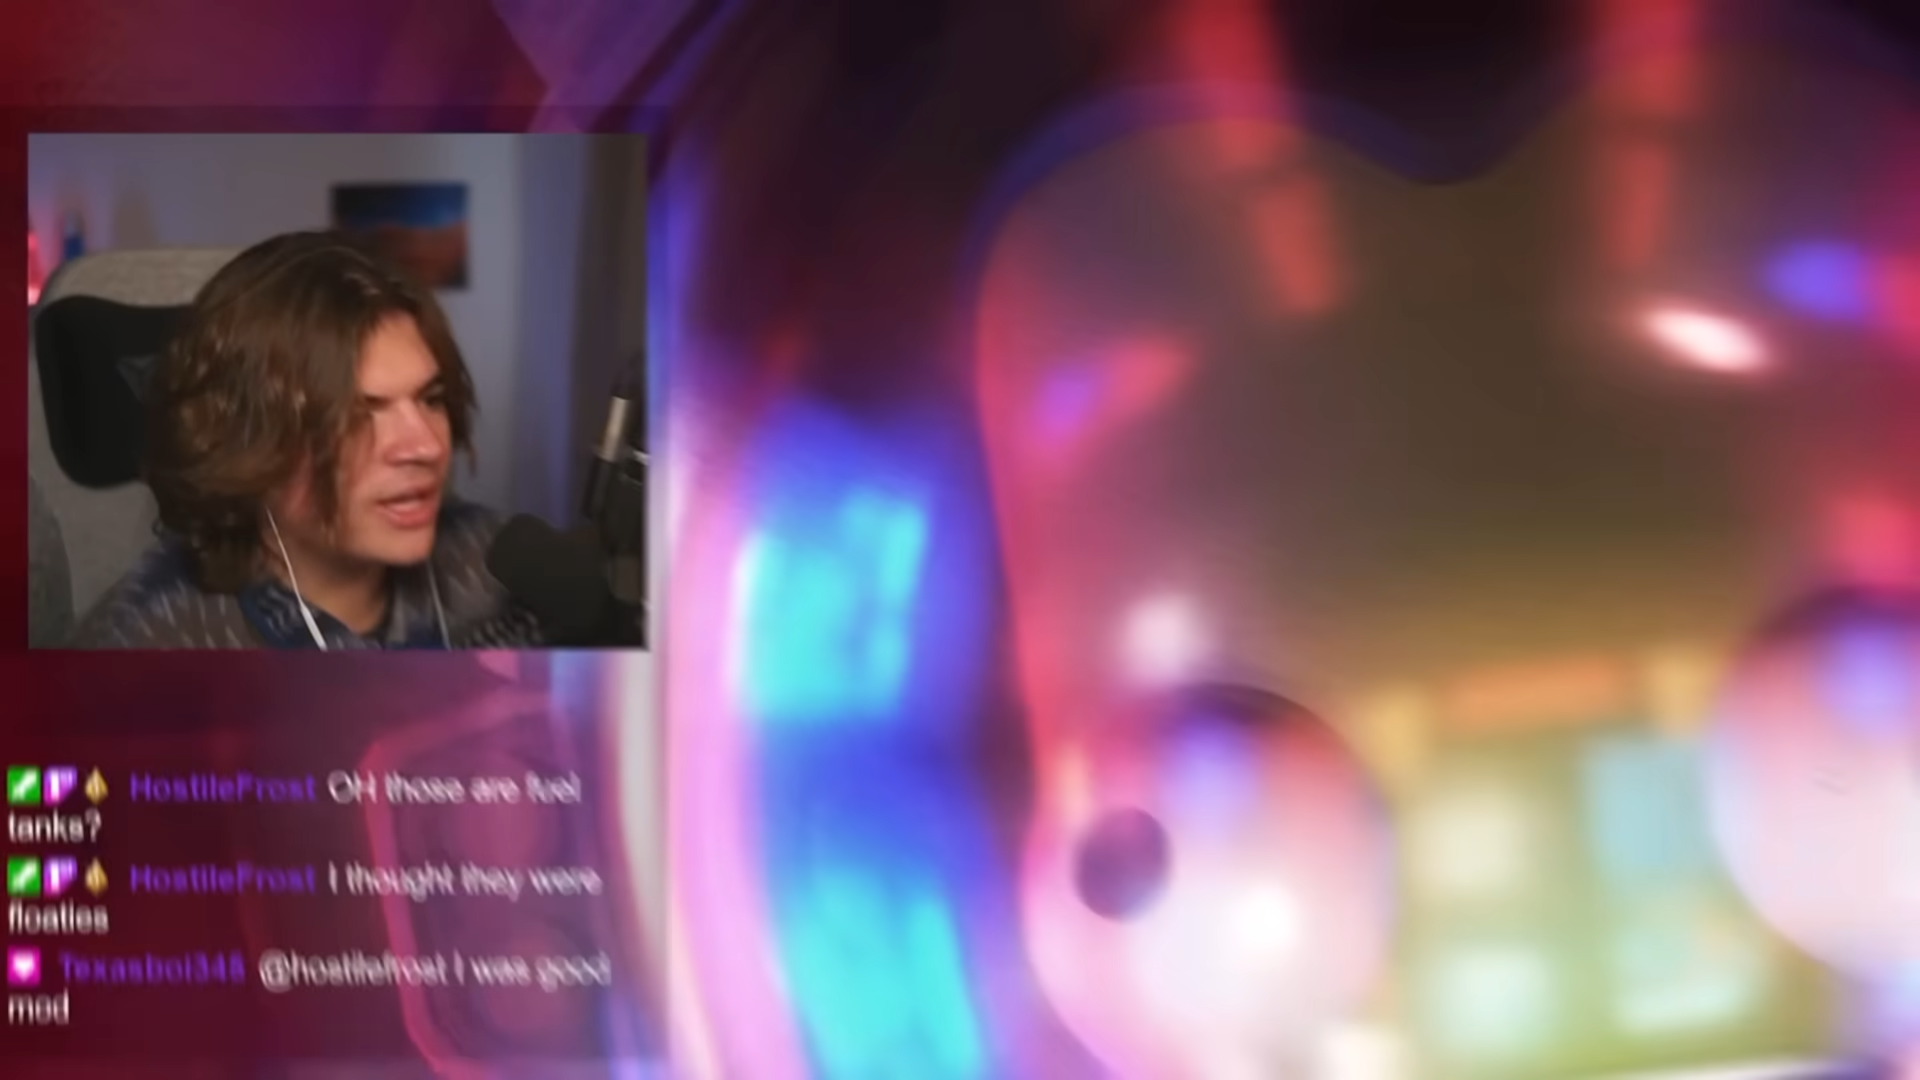 HostileFrost OH those are fuel
tanks?
HostileFrost I thought they were
floaties
Texasboi345 @hostilefrost I was good
mod